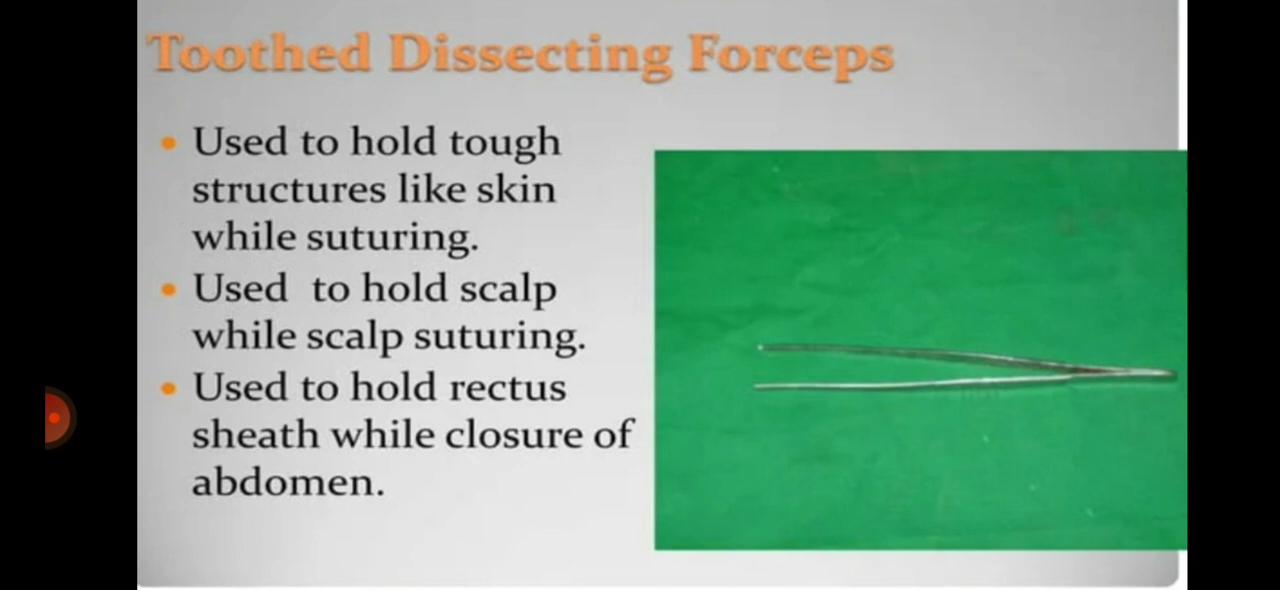 Toothed Dissecting Forceps
• Used to hold tough
structures like skin
while suturing.
• Used  to hold scalp
while scalp suturing.
• Used to hold rectus
sheath while closure of
abdomen.